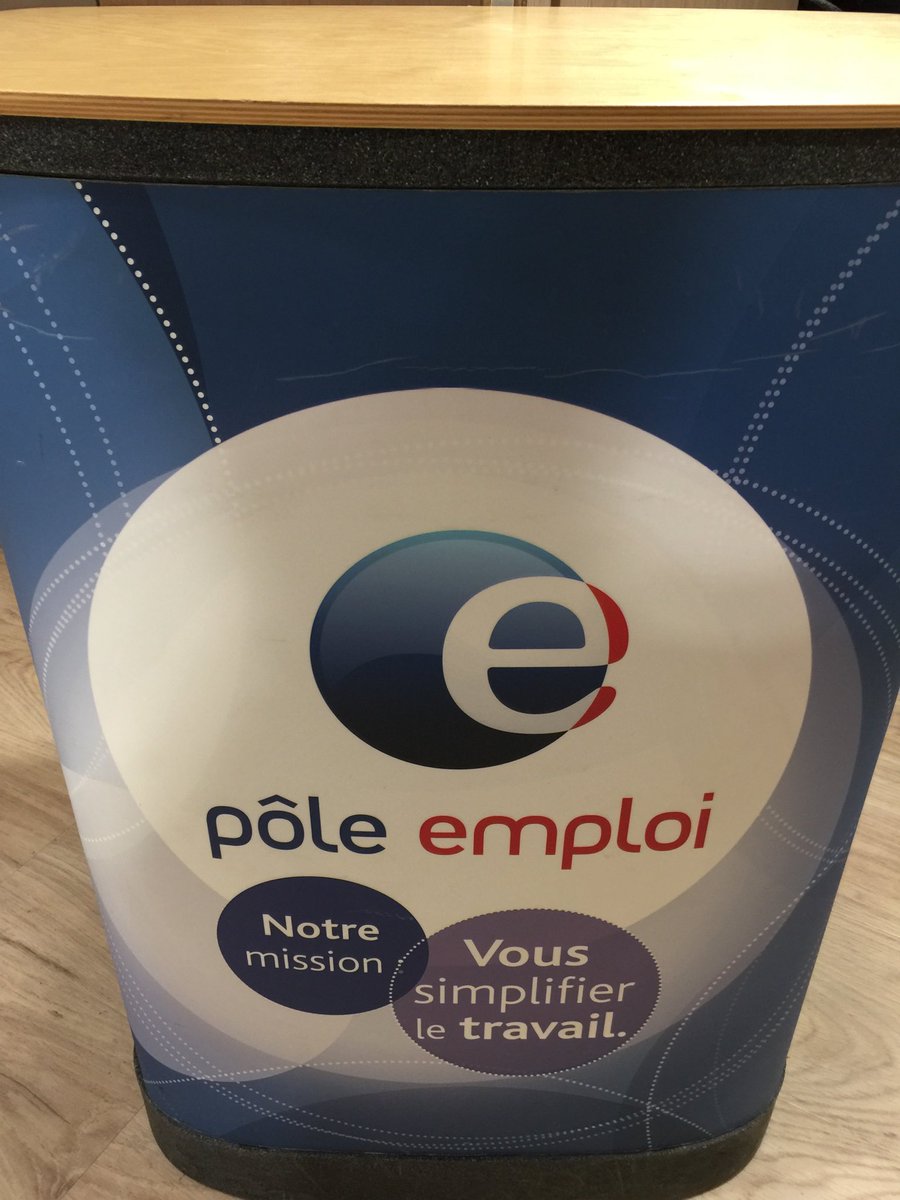 e
pôle emploi
Notre
mission :
Vous
simplifier
le travail.